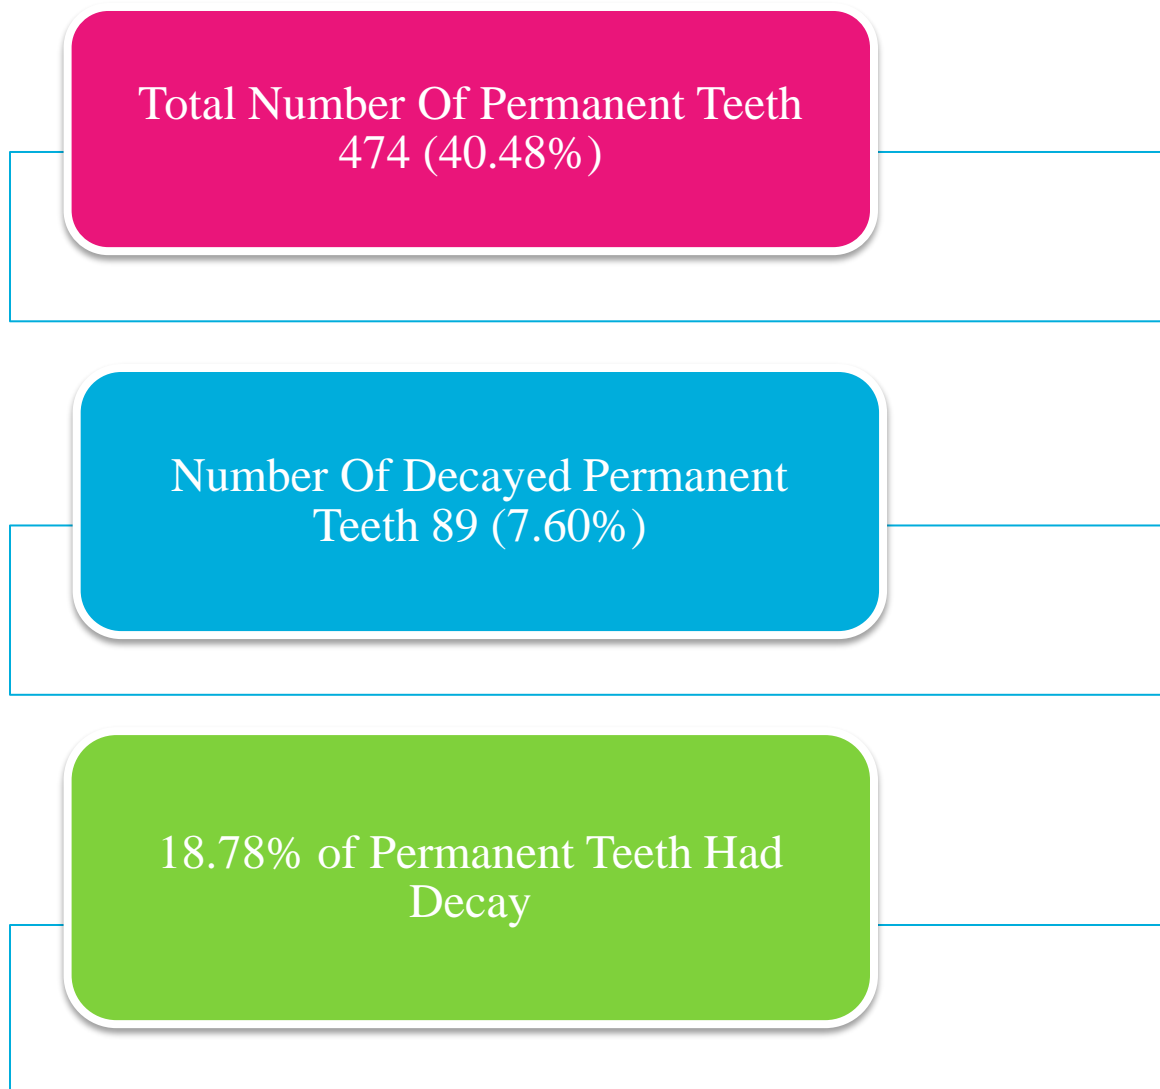 Total Number Of Permanent Teeth
474 (40.48%)
Number Of Decayed Permanent
Teeth 89 (7.60%)
18.78% of Permanent Teeth Had
Decay